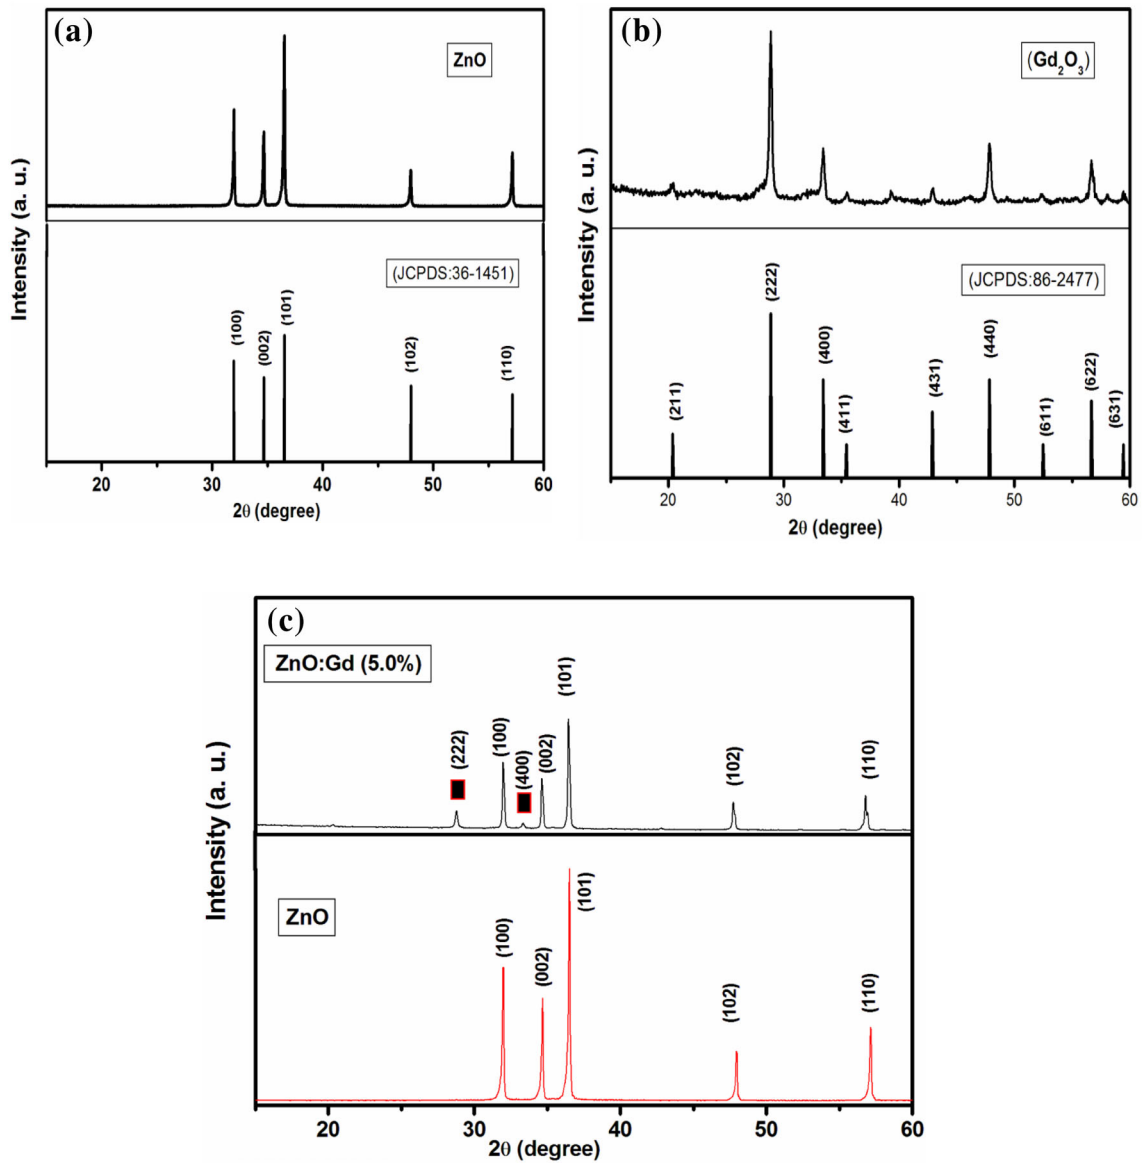 (a)
ZnO
Intensity (a. u.)
(JCPDS:36-1451)
(100)
(002)
(101)
(102)
(110)
20
30
40
50
60
2θ (degree)
(b)
(Gd₂O₃)
Intensity (a. u.)
(JCPDS:86-2477)
(211)
(222)
(400)
(411)
(431)
(440)
(611)
(622)
(631)
20
30
40
50
60
2θ (degree)
(c)
ZnO:Gd (5.0%)
Intensity (a. u.)
(222)
(100)
(400)
(002)
(101)
(102)
(110)
ZnO
(100)
(002)
(101)
(102)
(110)
20
30
40
50
60
2θ (degree)